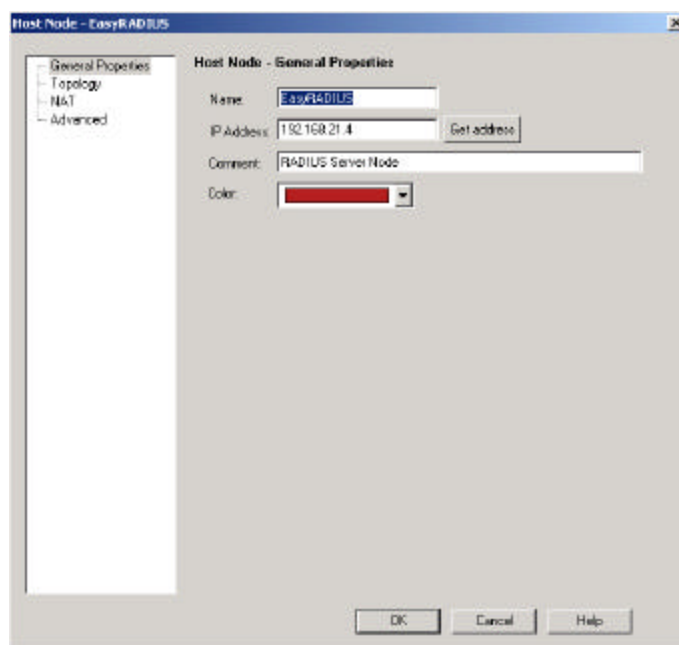 Host Node - EasyRADIUS
General Properties
Topology
NAT
Advanced
Host Node - General Properties
Name:
EasyRADIUS
IP Address:
192.168.21.4
Get address
Comment:
RADIUS Server Node
Color:
OK
Cancel
Help